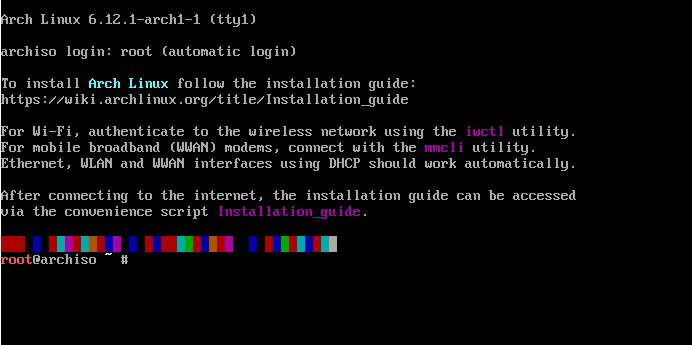 Arch Linux 6.12.1-arch1-1 (tty1)
archiso login: root (automatic login)
To install Arch Linux follow the installation guide:
https://wiki.archlinux.org/title/Installation_guide
For Wi-Fi, authenticate to the wireless network using the iwctl utility.
For mobile broadband (WWAN) modems, connect with the mmcli utility.
Ethernet, WLAN and WWAN interfaces using DHCP should work automatically.
After connecting to the internet, the installation guide can be accessed
via the convenience script Installation_guide.
root@archiso ~ #